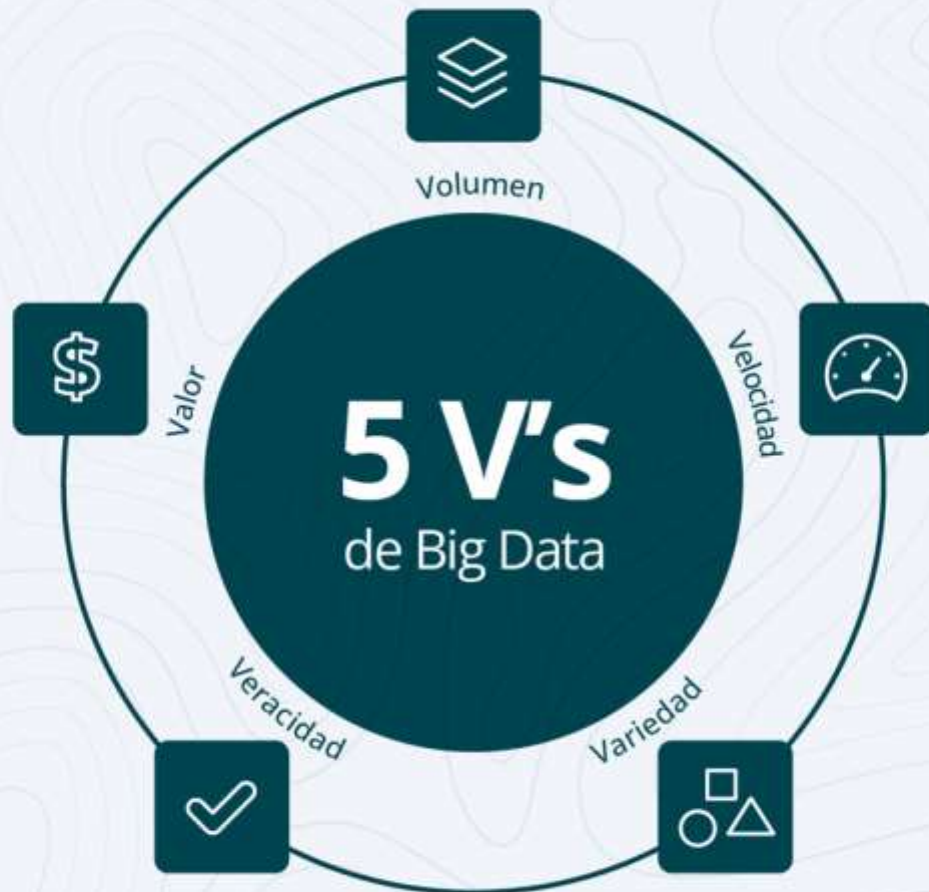 Volumen
Valor
Velocidad
5 V's
de Big Data
Veracidad
Variedad